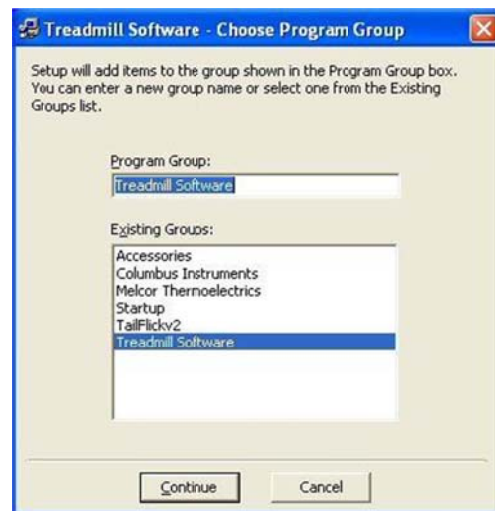 Treadmill Software - Choose Program Group
Setup will add items to the group shown in the Program Group box.
You can enter a new group name or select one from the Existing
Groups list.
Program Group:
Treadmill Software
Existing Groups:
Accessories
Columbus Instruments
Melcor Thermoelectrics
Startup
TailFlickv2
Treadmill Software
Continue
Cancel